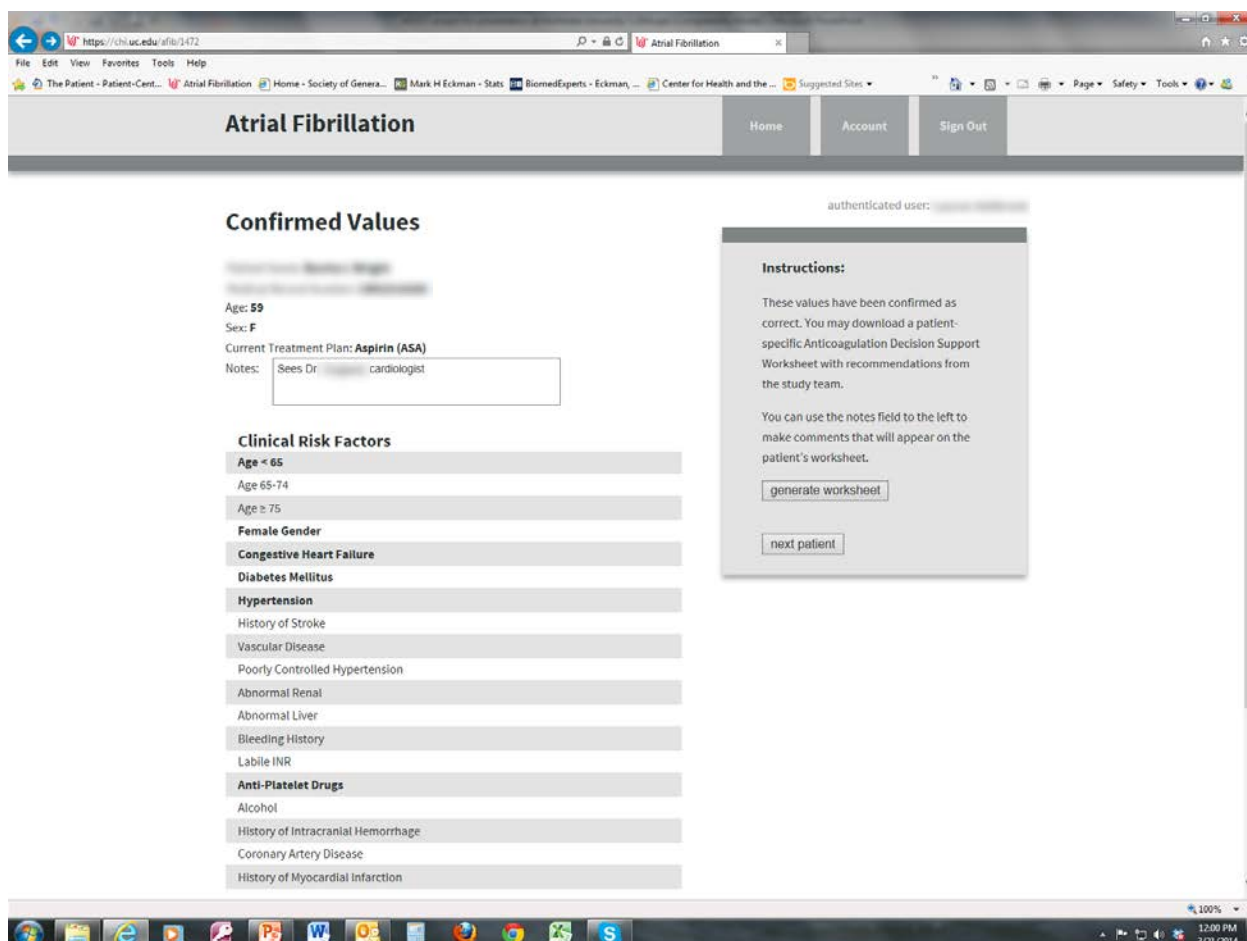 https://chi.uc.edu/afib/1472
Atrial Fibrillation
File Edit View Favorites Tools Help
The Patient - Patient-Cent... Atrial Fibrillation Home - Society of Genera... Mark H Eckman - Stats BiomedExperts - Eckman, ... Center for Health and the ... Suggested Sites Page Safety Tools
Atrial Fibrillation
Home Account Sign Out
authenticated user:
Confirmed Values
Age: 59
Sex: F
Current Treatment Plan: Aspirin (ASA)
Notes: Sees Dr cardiologist
Clinical Risk Factors
Age < 65
Age 65-74
Age ≥ 75
Female Gender
Congestive Heart Failure
Diabetes Mellitus
Hypertension
History of Stroke
Vascular Disease
Poorly Controlled Hypertension
Abnormal Renal
Abnormal Liver
Bleeding History
Labile INR
Anti-Platelet Drugs
Alcohol
History of Intracranial Hemorrhage
Coronary Artery Disease
History of Myocardial Infarction
Instructions:
These values have been confirmed as
correct. You may download a patient-
specific Anticoagulation Decision Support
Worksheet with recommendations from
the study team.
You can use the notes field to the left to
make comments that will appear on the
patient's worksheet.
generate worksheet
next patient
100%
12:00 PM